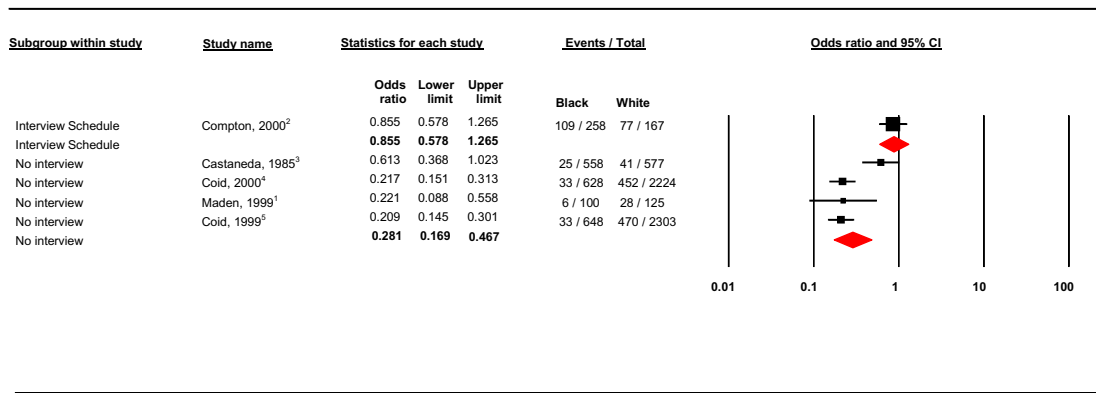 Subgroup within study Study name Statistics for each study Events / Total Odds ratio and 95% CI
Odds Lower Upper
ratio limit limit Black White
Interview Schedule Compton, 2000² 0.855 0.578 1.265 109 / 258 77 / 167
Interview Schedule 0.855 0.578 1.265
No interview Castaneda, 1985³ 0.613 0.368 1.023 25 / 558 41 / 577
No interview Coid, 2000⁴ 0.217 0.151 0.313 33 / 628 452 / 2224
No interview Maden, 1999¹ 0.221 0.088 0.558 6 / 100 28 / 125
No interview Coid, 1999⁵ 0.209 0.145 0.301 33 / 648 470 / 2303
No interview 0.281 0.169 0.467
0.01 0.1 1 10 100